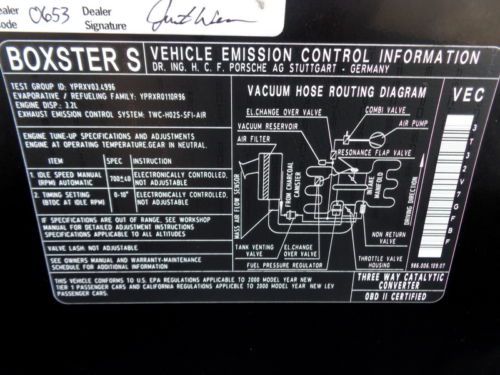 Dealer
Code
0653
Dealer
Signature
BOXSTER S
VEHICLE EMISSION CONTROL INFORMATION
DR. ING. H. C. F. PORSCHE AG STUTTGART - GERMANY
TEST GROUP ID: YPRXV03.4996
EVAPORATIVE / REFUELING FAMILY: YPRXR0110R96
ENGINE DISP.: 3.2L
EXHAUST EMISSION CONTROL SYSTEM: TWC-HO2S-SFI-AIR
ENGINE TUNE-UP SPECIFICATIONS AND ADJUSTMENTS
ENGINE AT OPERATING TEMPERATURE, GEAR IN NEUTRAL.
ITEM SPEC INSTRUCTION
1. IDLE SPEED MANUAL
(RPM) AUTOMATIC
700±40
ELECTRONICALLY CONTROLLED,
NOT ADJUSTABLE
2. TIMING SETTING
(BTDC AT IDLE RPM)
0-10°
ELECTRONICALLY CONTROLLED,
NOT ADJUSTABLE
IF SPECIFICATIONS ARE OR SEE WORKSHOP
MANUAL FOR DETAILED ADJUSTMENT INSTRUCTIONS
SPECIFICATIONS APPLICABLE TO ALL ALTITUDES
VALVE LASH: NOT ADJUSTABLE
SEE OWNERS MANUAL AND WARRANTY-MAINTENANCE
SCHEDULE FOR ADDITIONAL INFORMATION
VACUUM HOSE ROUTING DIAGRAM
EL.CHANGE OVER VALVE
COMBI VALVE
VACUUM RESERVOIR
AIR PUMP
AIR FILTER
RESONANCE FLAP VALVE
MASS AIR FLOW SENSOR
FROM CHARCOAL
CANISTER
INTAKE
MANIFOLD
DRIVING DIRECTION
TANK VENTING
VALVE
EL.CHANGE
OVER VALVE
NON RETURN
VALVE
FUEL PRESSURE REGULATOR
THROTTLE VALVE
HOUSING
VEC
3T32V7GFBF
996.006.109.07
THIS VEHICLE CONFORMS TO U.S. EPA REGULATIONS APPLICABLE TO 2000 MODEL YEAR NEW
TIER 1 PASSENGER CARS AND CALIFORNIA REGULATIONS APPLICABLE TO 2000 MODEL YEAR NEW LEV
PASSENGER CARS.
THREE WAY CATALYTIC
CONVERTER
OBD II CERTIFIED